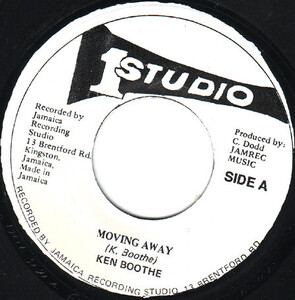 1 STUDIO
Recorded by
Jamaica
Recording
Studio
13 Brentford Rd.
Kingston,
Jamaica,
Made in
Jamaica
Produced by:
C. Dodd
JAMREC
MUSIC
SIDE A
MOVING AWAY
(K. Boothe)
KEN BOOTHE
RECORDED BY JAMAICA RECORDING STUDIO 13 BRENTFORD RD